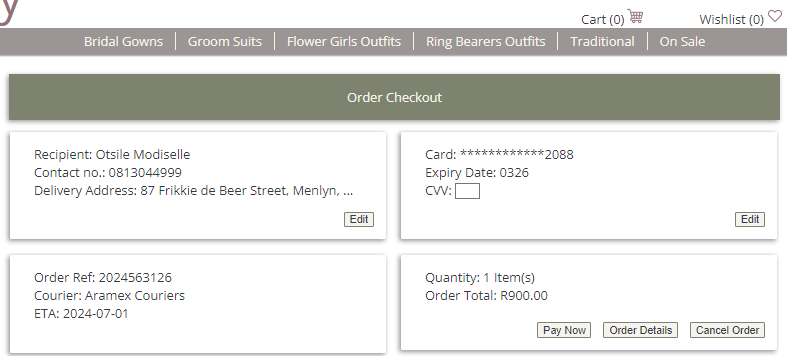 y
Cart (0)
Wishlist (0)
Bridal Gowns
Groom Suits
Flower Girls Outfits
Ring Bearers Outfits
Traditional
On Sale
Order Checkout
Recipient: Otsile Modiselle
Contact no.: 0813044999
Delivery Address: 87 Frikkie de Beer Street, Menlyn, ...
Edit
Card: ************2088
Expiry Date: 0326
CVV:
Edit
Order Ref: 2024563126
Courier: Aramex Couriers
ETA: 2024-07-01
Quantity: 1 Item(s)
Order Total: R900.00
Pay Now
Order Details
Cancel Order